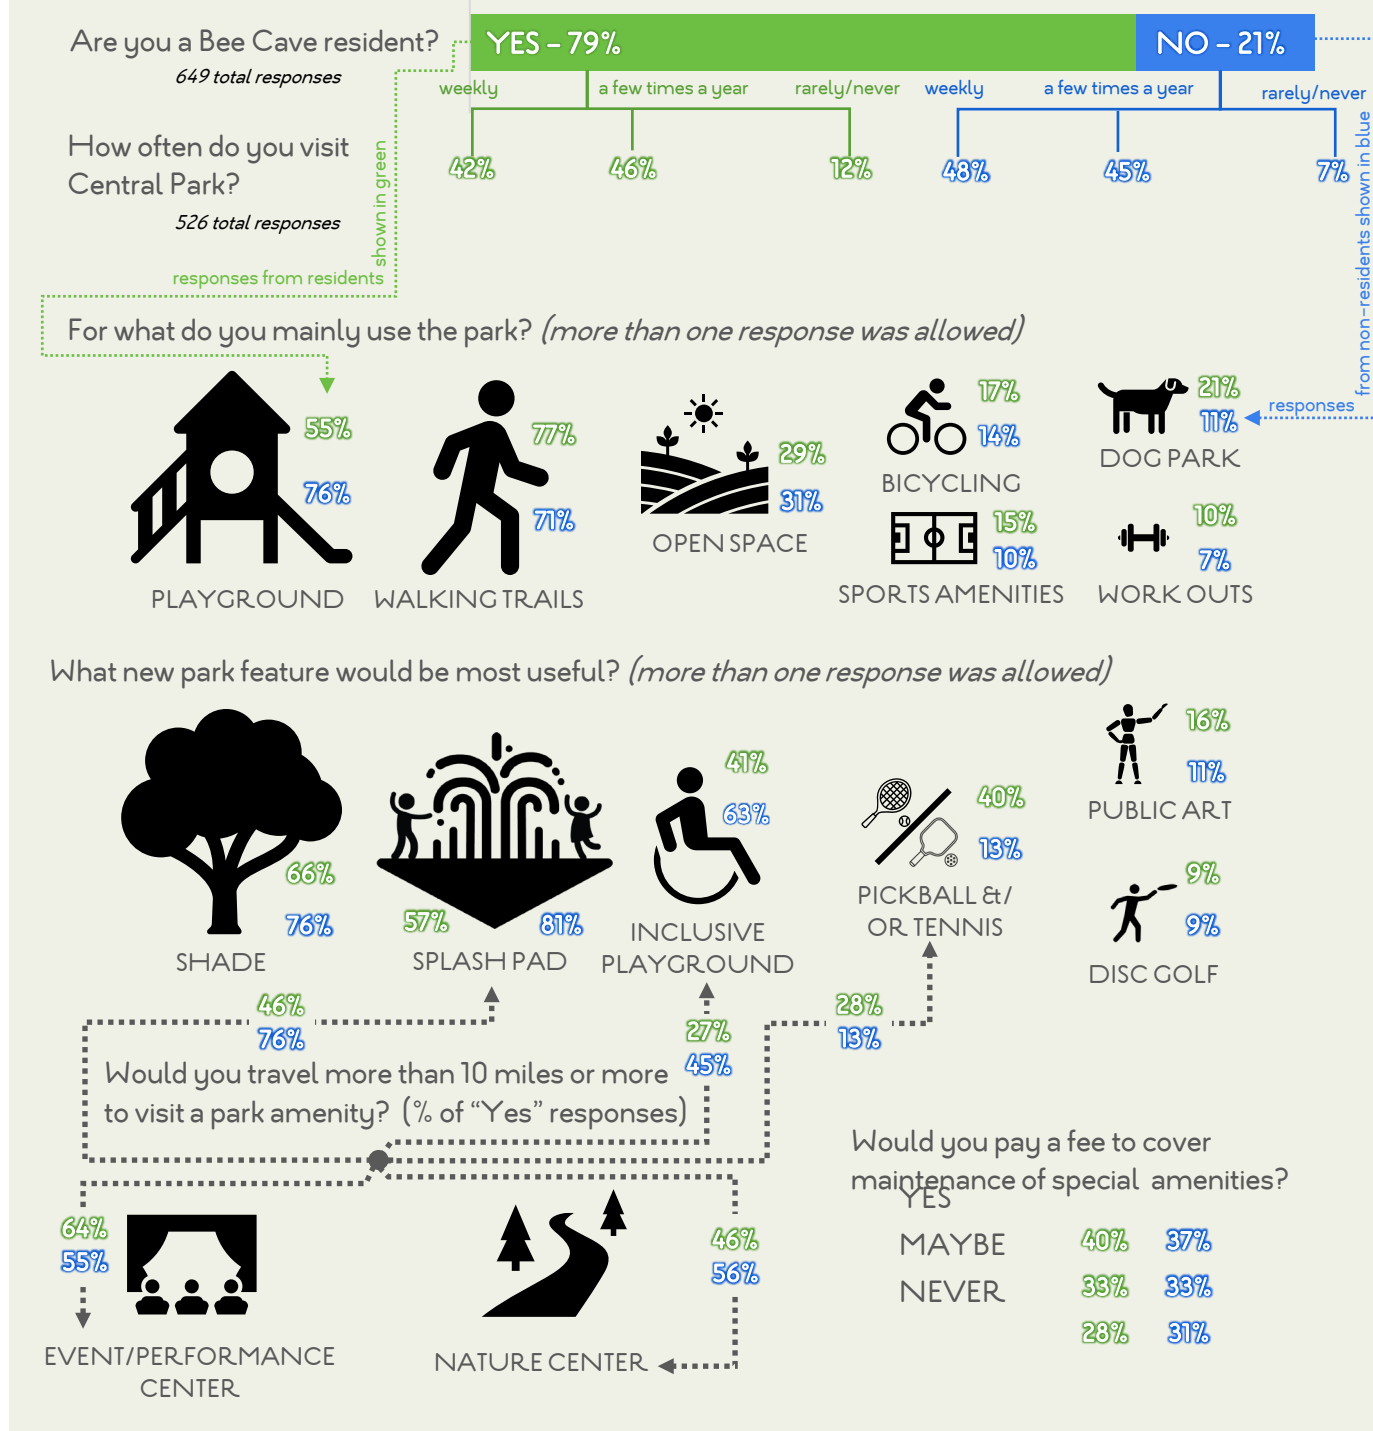 Are you a Bee Cave resident?
649 total responses
YES – 79%
NO – 21%
weekly
a few times a year
rarely/never
weekly
a few times a year
rarely/never
42%
46%
12%
48%
45%
7%
How often do you visit
Central Park?
526 total responses
shown in green
responses from residents
from non-residents shown in blue
responses
For what do you mainly use the park? (more than one response was allowed)
55%
76%
PLAYGROUND
77%
71%
WALKING TRAILS
29%
31%
OPEN SPACE
17%
14%
BICYCLING
21%
11%
DOG PARK
15%
10%
SPORTS AMENITIES
10%
7%
WORK OUTS
What new park feature would be most useful? (more than one response was allowed)
66%
76%
SHADE
57%
81%
SPLASH PAD
41%
63%
INCLUSIVE
PLAYGROUND
40%
13%
PICKBALL &/
OR TENNIS
16%
11%
PUBLIC ART
9%
9%
DISC GOLF
46%
76%
27%
45%
28%
13%
Would you travel more than 10 miles or more
to visit a park amenity? (% of “Yes” responses)
64%
55%
EVENT/PERFORMANCE
CENTER
46%
56%
NATURE CENTER
Would you pay a fee to cover
maintenance of special amenities?
YES
MAYBE
NEVER
40% 37%
33% 33%
28% 31%